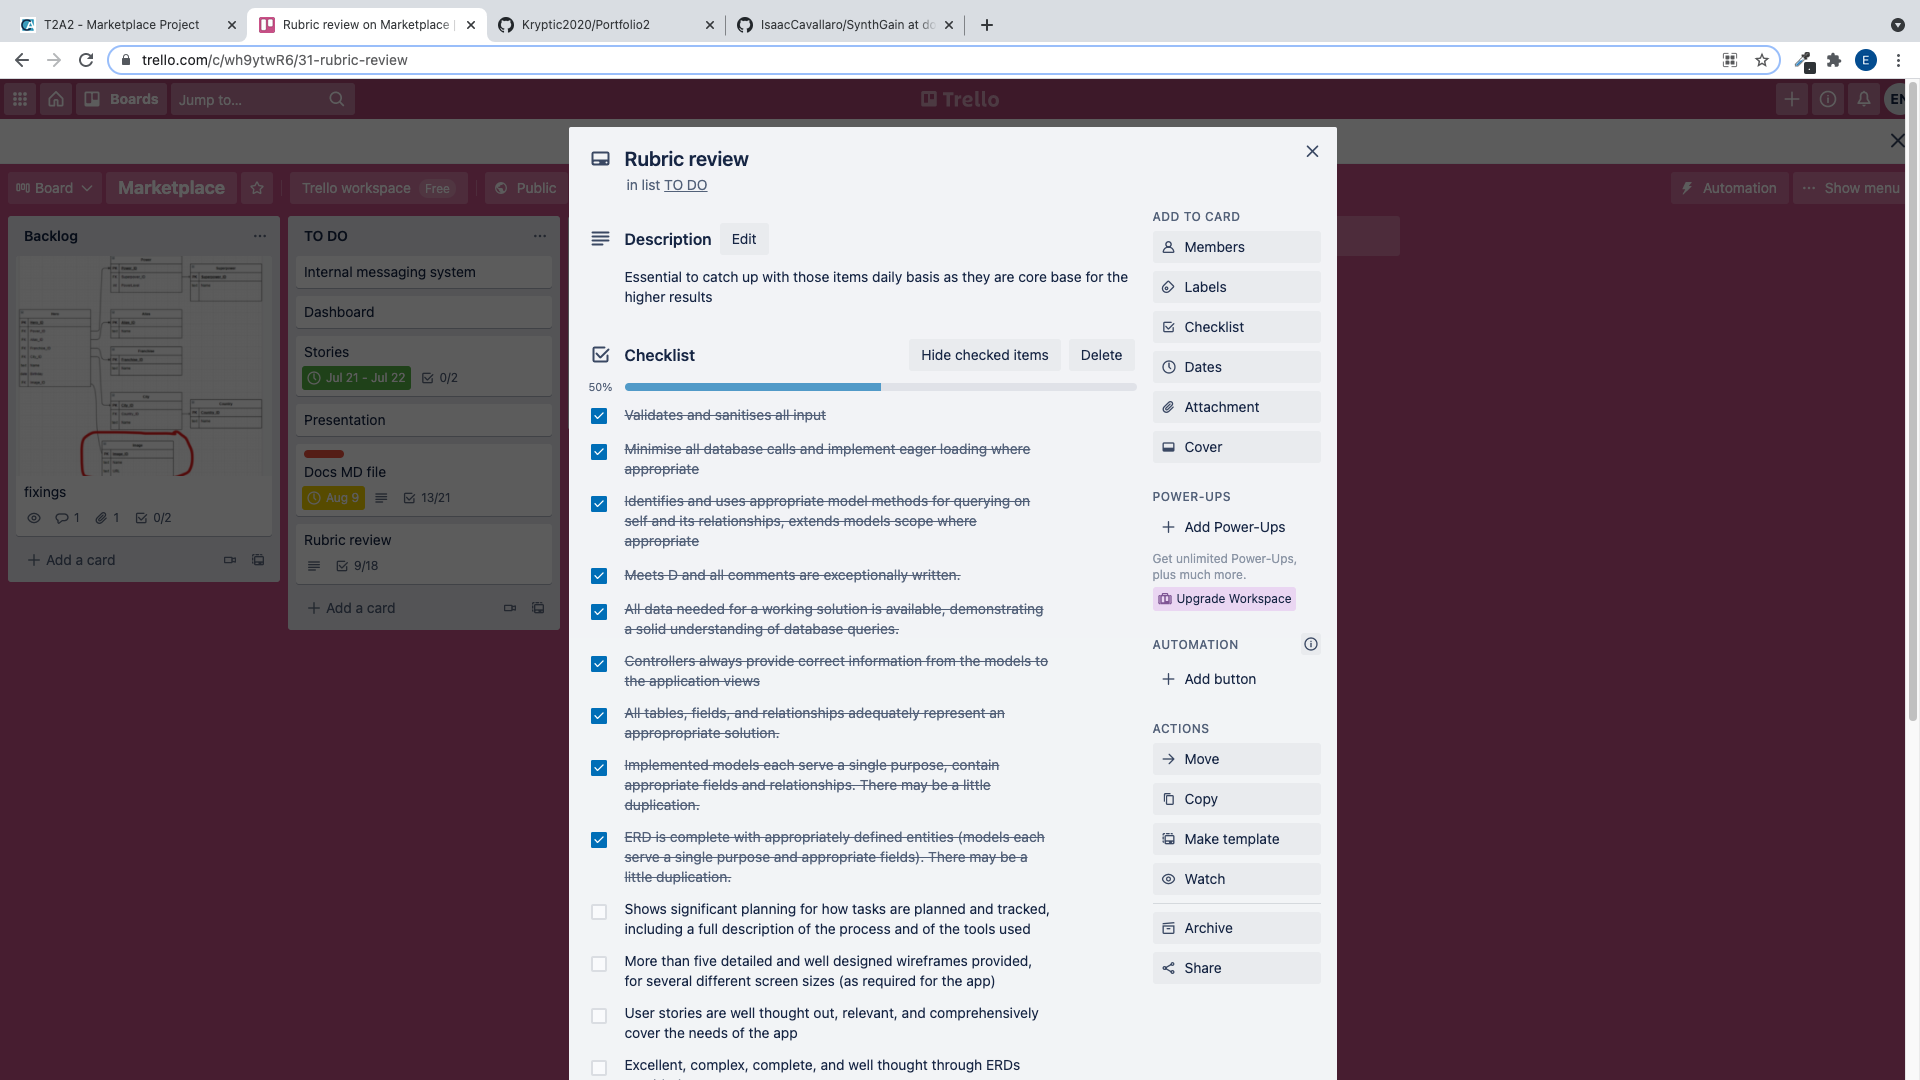 T2A2 - Marketplace Project
Rubric review on Marketplace |
Kryptic2020/Portfolio2
IsaacCavallaro/SynthGain at do
trello.com/c/wh9ytwR6/31-rubric-review
E
Boards
Jump to...
Trello
EN
Board
Marketplace
Trello workspace Free
Public
Automation
Show menu
Backlog
fixings
1 1 0/2
Add a card
TO DO
Internal messaging system
Dashboard
Stories
Jul 21 - Jul 22 0/2
Presentation
Docs MD file
Aug 9 13/21
Rubric review
9/18
Add a card
Rubric review
in list TO DO
Description Edit
Essential to catch up with those items daily basis as they are core base for the
higher results
Checklist Hide checked items Delete
50%
Validates and sanitises all input
Minimise all database calls and implement eager loading where
appropriate
Identifies and uses appropriate model methods for querying on
self and its relationships, extends models scope where
appropriate
Meets D and all comments are exceptionally written.
All data needed for a working solution is available, demonstrating
a solid understanding of database queries.
Controllers always provide correct information from the models to
the application views
All tables, fields, and relationships adequately represent an
appropropriate solution.
Implemented models each serve a single purpose, contain
appropriate fields and relationships. There may be a little
duplication.
ERD is complete with appropriately defined entities (models each
serve a single purpose and appropriate fields). There may be a
little duplication.
Shows significant planning for how tasks are planned and tracked,
including a full description of the process and of the tools used
More than five detailed and well designed wireframes provided,
for several different screen sizes (as required for the app)
User stories are well thought out, relevant, and comprehensively
cover the needs of the app
Excellent, complex, complete, and well thought through ERDs
ADD TO CARD
Members
Labels
Checklist
Dates
Attachment
Cover
POWER-UPS
Add Power-Ups
Get unlimited Power-Ups,
plus much more.
Upgrade Workspace
AUTOMATION
Add button
ACTIONS
Move
Copy
Make template
Watch
Archive
Share